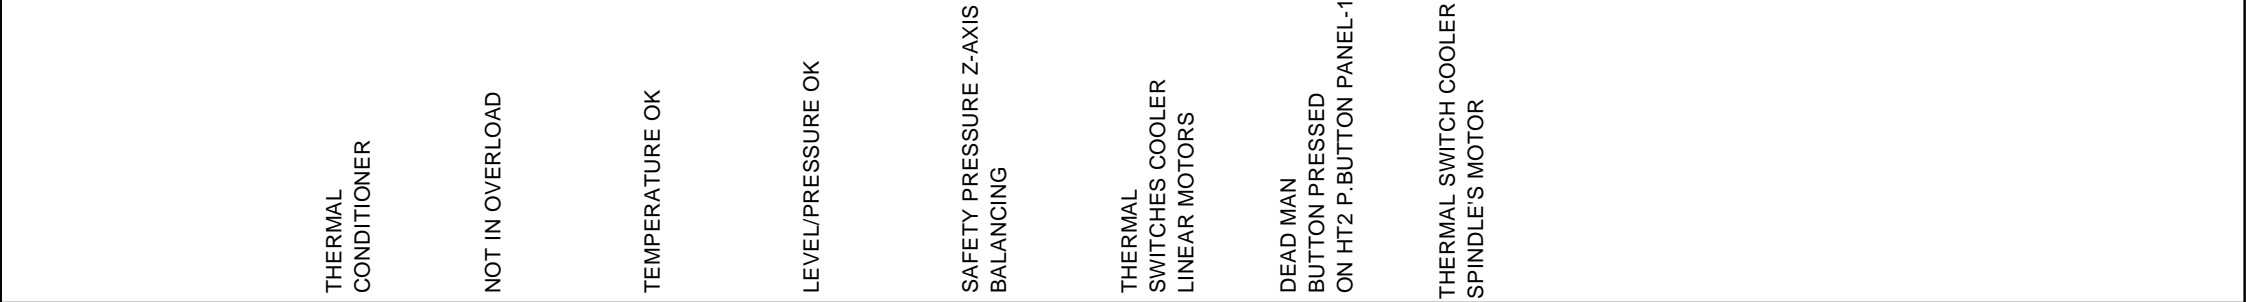 THERMAL
CONDITIONER
NOT IN OVERLOAD
TEMPERATURE OK
LEVEL/PRESSURE OK
SAFETY PRESSURE Z-AXIS
BALANCING
THERMAL
SWITCHES COOLER
LINEAR MOTORS
DEAD MAN
BUTTON PRESSED
ON HT2 P.BUTTON PANEL-1
THERMAL SWITCH COOLER
SPINDLE'S MOTOR